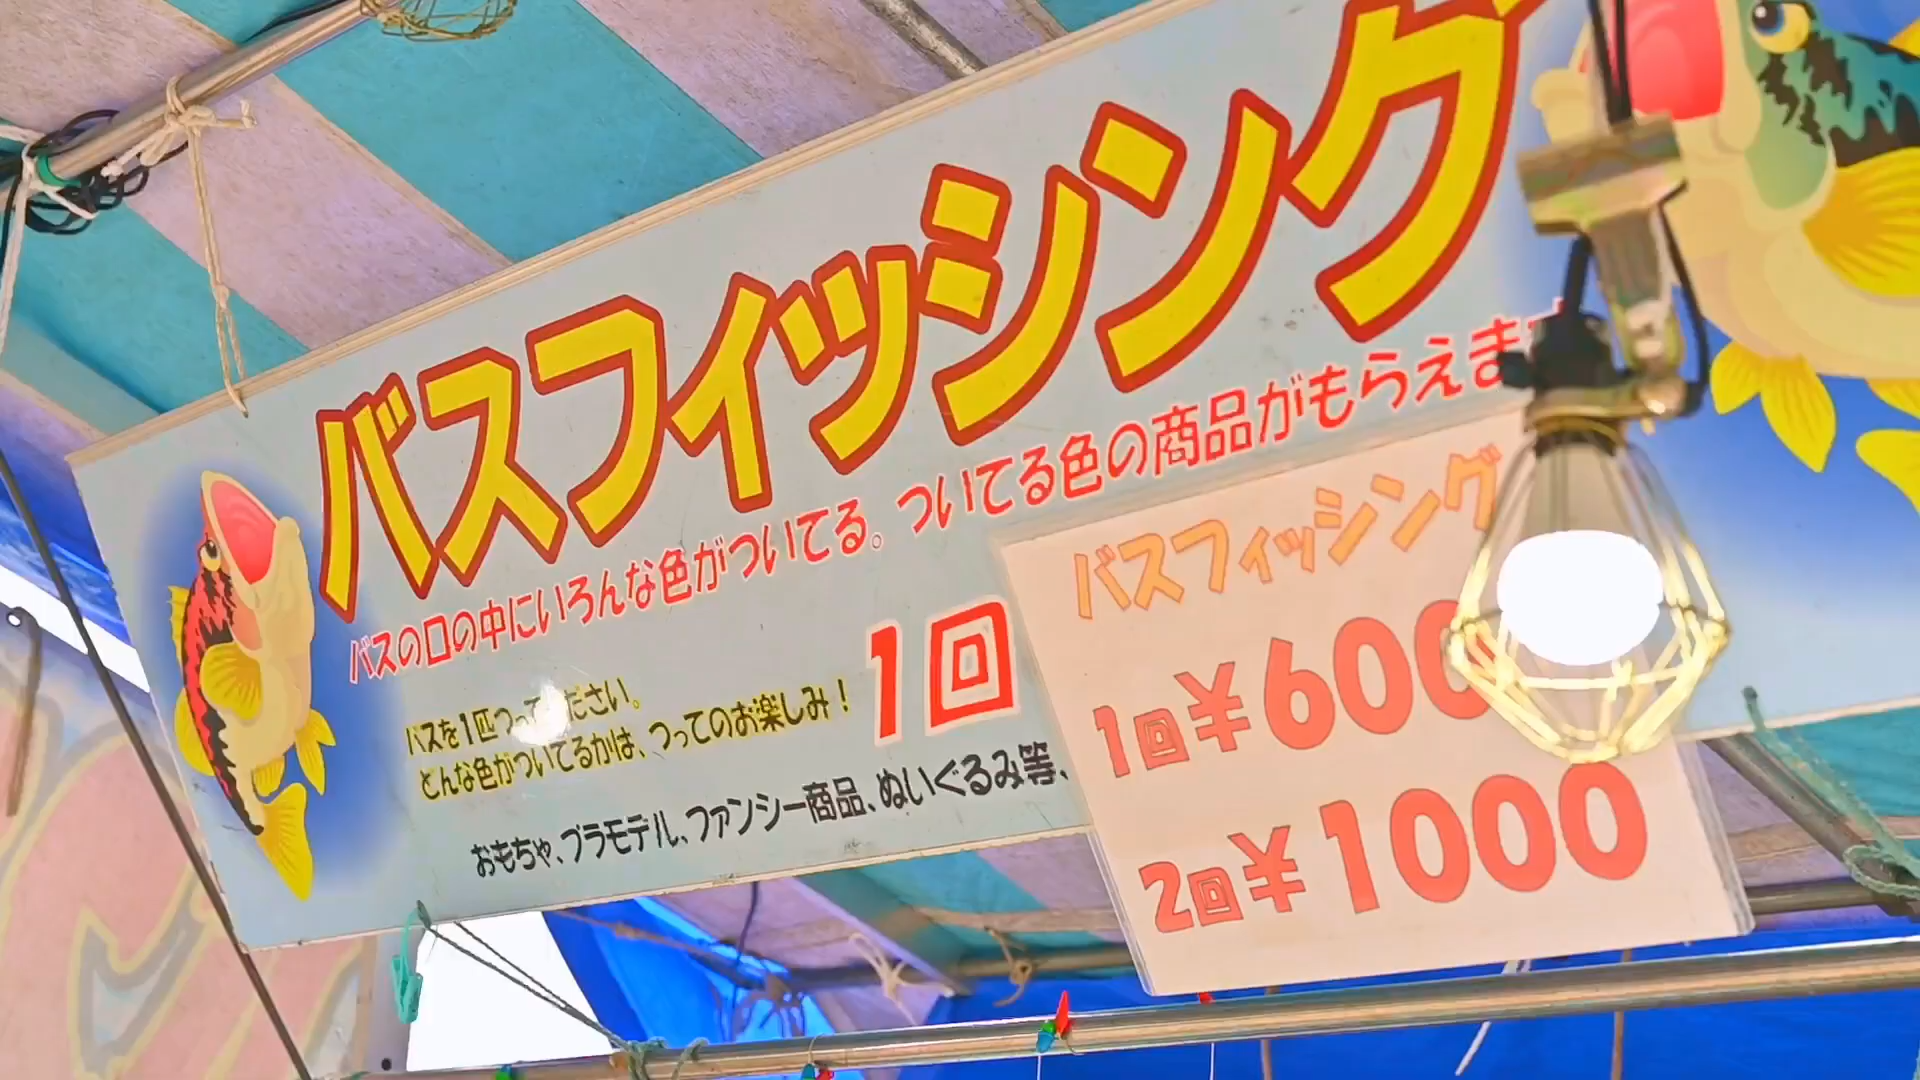 バスフィッシング
バスの口の中にいろんな色がついてる。ついてる色の商品がもらえま
バスを1匹つってください。
どんな色がついてるかは、つってのお楽しみ!
1回
おもちゃ、プラモデル、ファンシー商品、ぬいぐるみ等、
バスフィッシング
1回¥600
2回¥1000